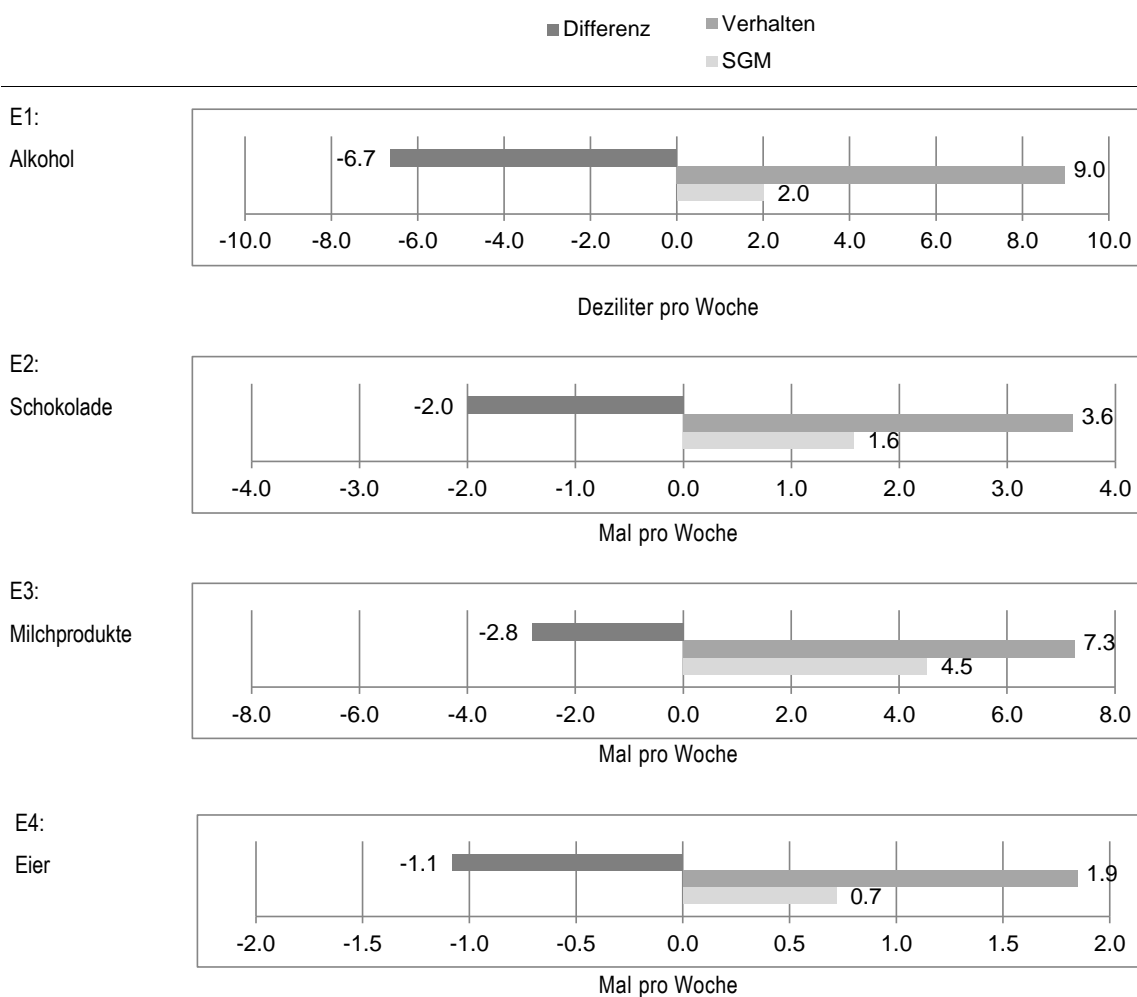 Differenz Verhalten
SGM
E1:
Alkohol
-6.7
9.0
2.0
-10.0 -8.0 -6.0 -4.0 -2.0 0.0 2.0 4.0 6.0 8.0 10.0
Deziliter pro Woche
E2:
Schokolade
-2.0
3.6
1.6
-4.0 -3.0 -2.0 -1.0 0.0 1.0 2.0 3.0 4.0
Mal pro Woche
E3:
Milchprodukte
-2.8
7.3
4.5
-8.0 -6.0 -4.0 -2.0 0.0 2.0 4.0 6.0 8.0
Mal pro Woche
E4:
Eier
-1.1
1.9
0.7
-2.0 -1.5 -1.0 -0.5 0.0 0.5 1.0 1.5 2.0
Mal pro Woche